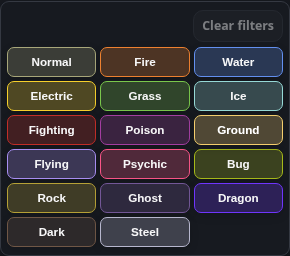 Clear filters
Normal Fire Water
Electric Grass Ice
Fighting Poison Ground
Flying Psychic Bug
Rock Ghost Dragon
Dark Steel